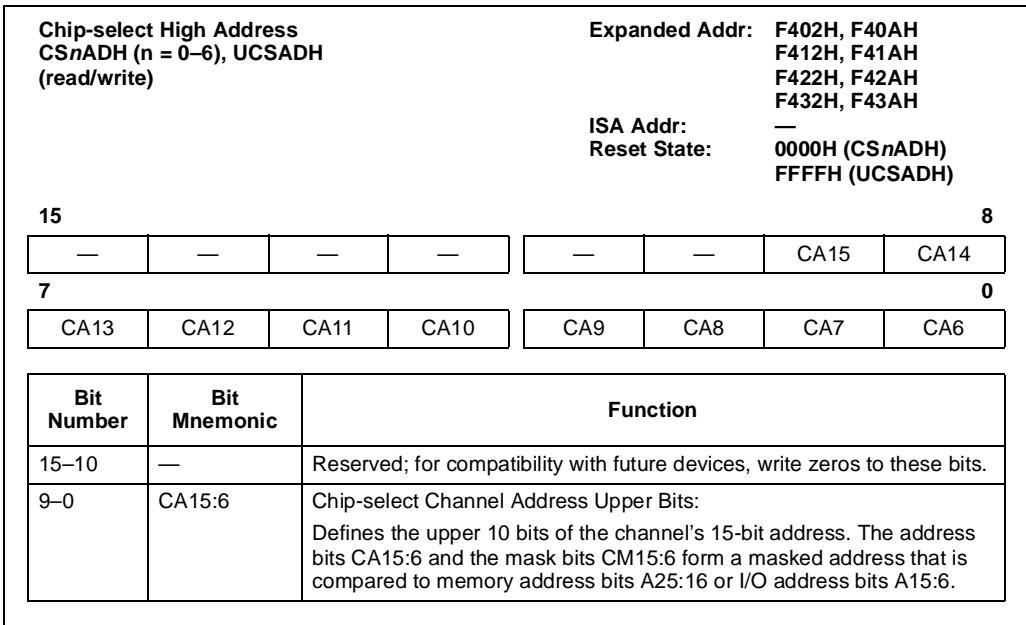 Chip-select High Address Expanded Addr: F402H, F40AH
CSnADH (n = 0–6), UCSADH F412H, F41AH
(read/write) F422H, F42AH
F432H, F43AH
ISA Addr: —
Reset State: 0000H (CSnADH)
FFFFH (UCSADH)
15 8
— — — — — — CA15 CA14
7 0
CA13 CA12 CA11 CA10 CA9 CA8 CA7 CA6
Bit Number Bit Mnemonic Function
15–10 — Reserved; for compatibility with future devices, write zeros to these bits.
9–0 CA15:6 Chip-select Channel Address Upper Bits:
Defines the upper 10 bits of the channel's 15-bit address. The address
bits CA15:6 and the mask bits CM15:6 form a masked address that is
compared to memory address bits A25:16 or I/O address bits A15:6.